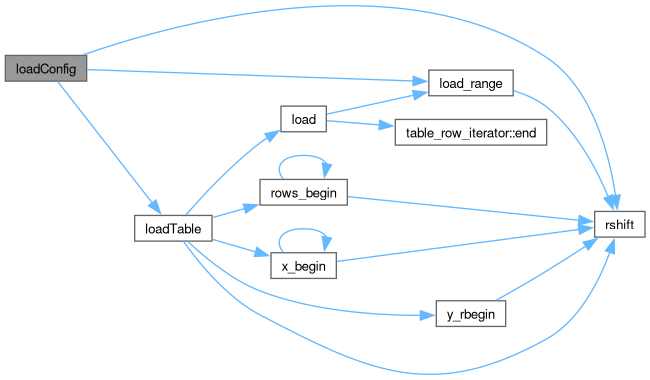 loadConfig
load_range
load
table_row_iterator::end
rows_begin
loadTable
rshift
x_begin
y_rbegin